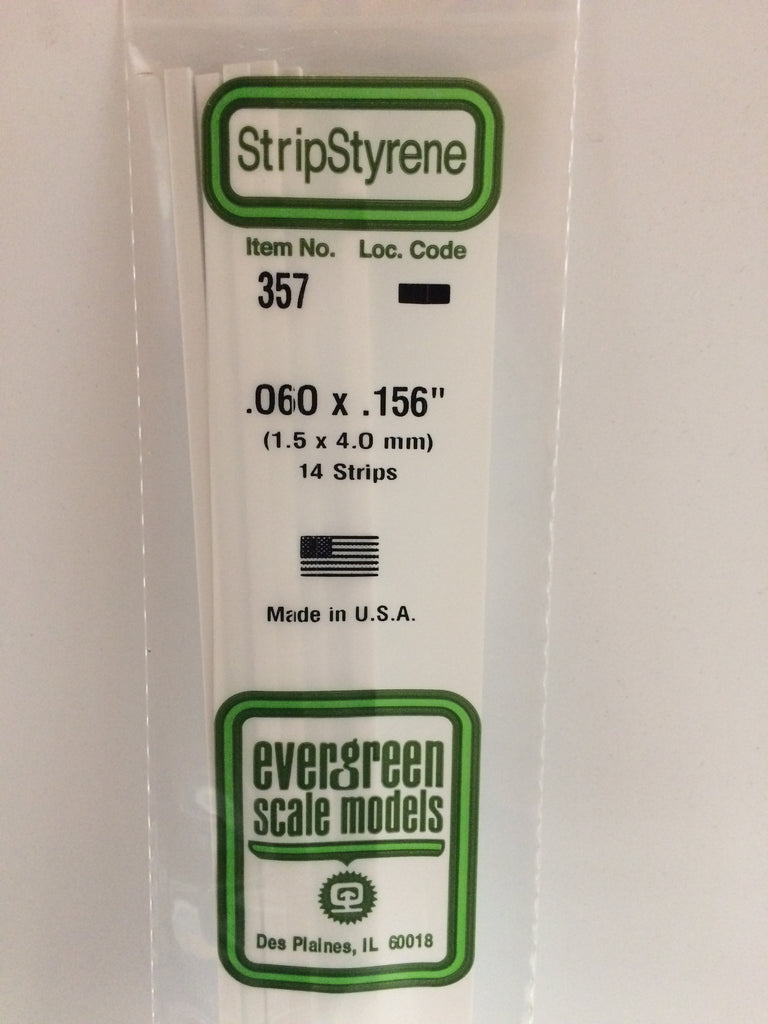 StripStyrene
Item No. Loc. Code
357
.060 x .156"
(1.5 x 4.0 mm)
14 Strips
Made in U.S.A.
evergreen
scale models
Des Plaines, IL 60018